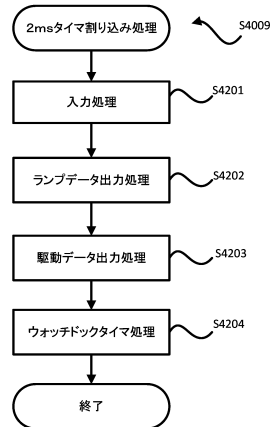 2msタイマ割り込み処理
S4009
入力処理
S4201
ランプデータ出力処理
S4202
駆動データ出力処理
S4203
ウォッチドックタイマ処理
S4204
終了